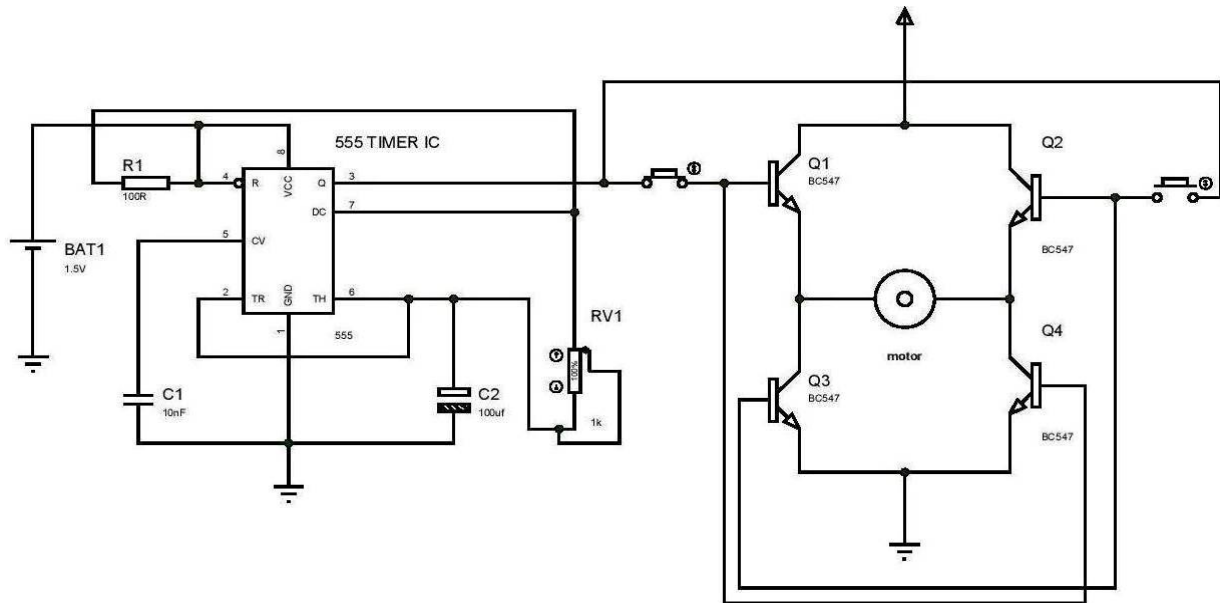 555 TIMER IC
R1
100R
BAT1
1.5V
4
R
8
VCC
Q
3
DC
7
5
CV
2
TR
GND
1
TH
6
555
C1
10nF
C2
100uf
RV1
100%
1k
Q1
BC547
Q2
BC547
motor
Q3
BC547
Q4
BC547